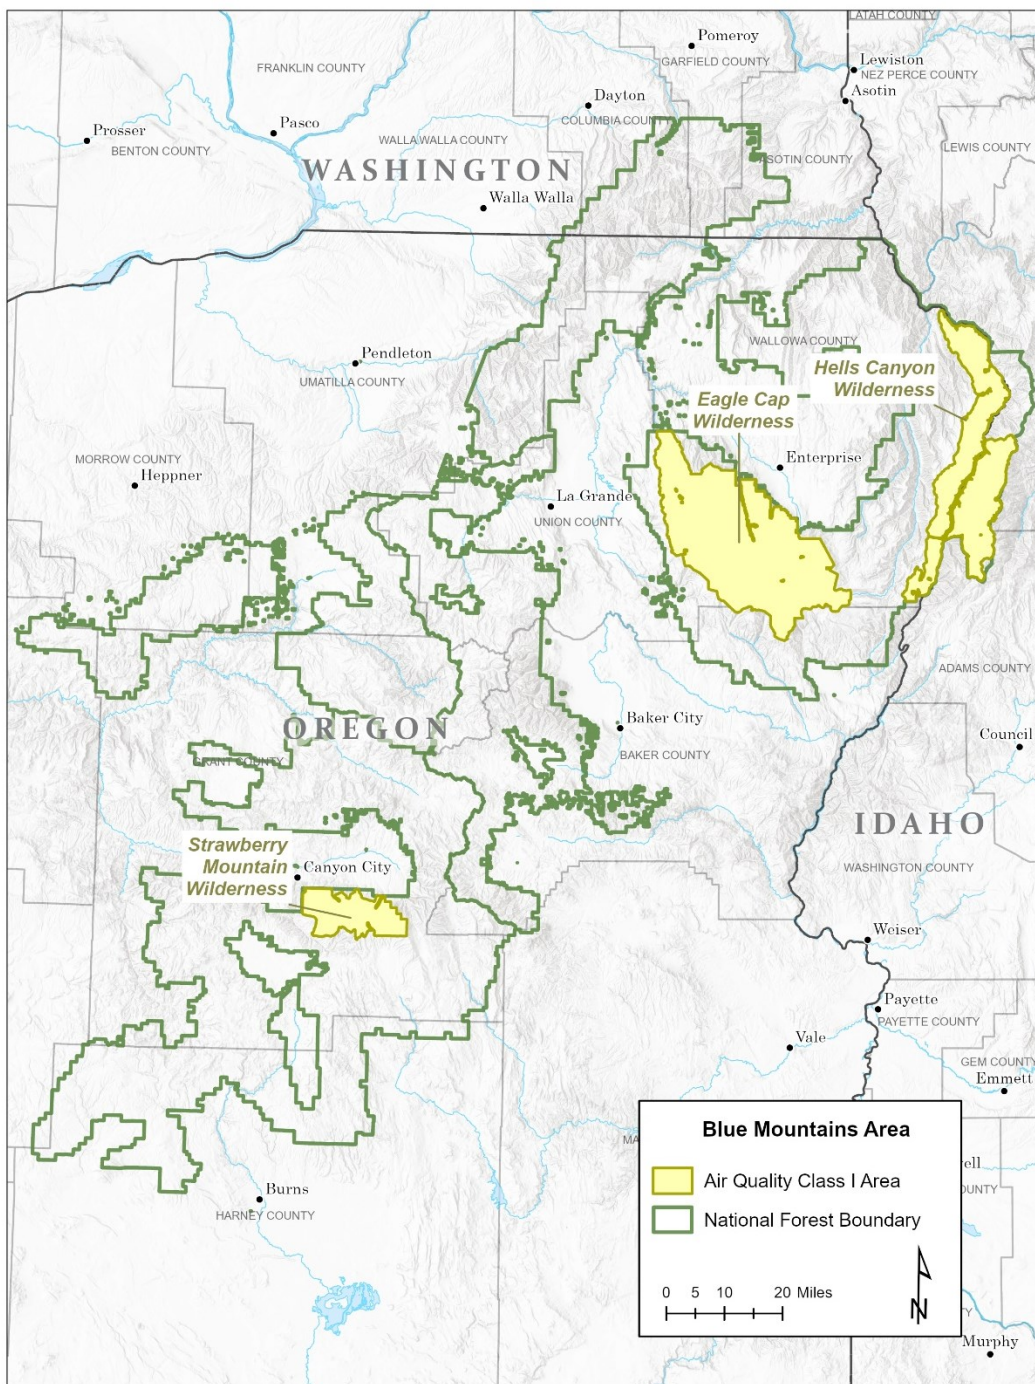 LATAH COUNTY
Pomeroy
GARFIELD COUNTY
Lewiston
NEZ PERCE COUNTY
Asotin
FRANKLIN COUNTY
Dayton
COLUMBIA COUNTY
Prosser
BENTON COUNTY
Pasco
WALLA WALLA COUNTY
LEWIS COUNTY
ASOTIN COUNTY
WASHINGTON
Walla Walla
Pendleton
UMATILLA COUNTY
WALLOWA COUNTY
Hells Canyon
Wilderness
Eagle Cap
Wilderness
MORROW COUNTY
Heppner
Enterprise
La Grande
UNION COUNTY
ADAMS COUNTY
OREGON
Baker City
BAKER COUNTY
Council
GRANT COUNTY
IDAHO
WASHINGTON COUNTY
Strawberry
Mountain
Wilderness
Canyon City
Weiser
Payette
PAYETTE COUNTY
Vale
GEM COUNTY
Emmett
Burns
HARNEY COUNTY
MA
ell
OUNTY
TY
Murphy
Blue Mountains Area
Air Quality Class I Area
National Forest Boundary
0 5 10 20 Miles
N